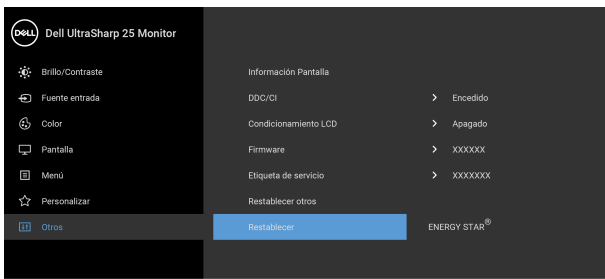 DELL Dell UltraSharp 25 Monitor
Brillo/Contraste Información Pantalla
Fuente entrada DDC/CI Encedido
Color Condicionamiento LCD Apagado
Pantalla Firmware XXXXXX
Menú Etiqueta de servicio XXXXXXX
Personalizar Restablecer otros
Otros Restablecer ENERGY STAR®